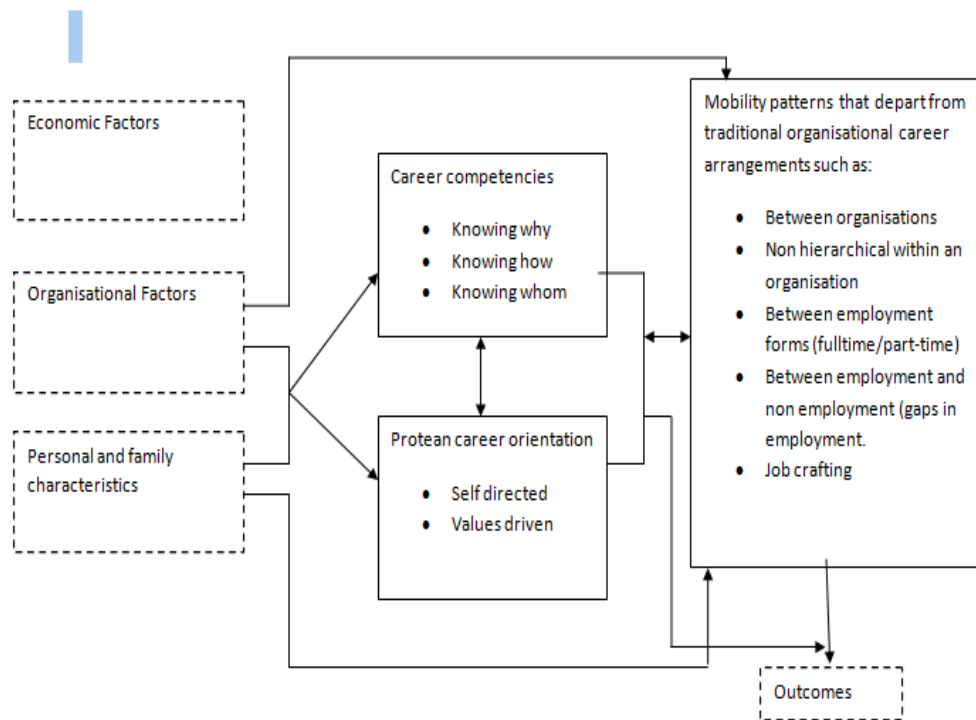 Economic Factors
Organisational Factors
Personal and family
characteristics
Career competencies
● Knowing why
● Knowing how
● Knowing whom
Protean career orientation
● Self directed
● Values driven
Mobility patterns that depart from
traditional organisational career
arrangements such as:
● Between organisations
● Non hierarchical within an
organisation
● Between employment
forms (fulltime/part-time)
● Between employment and
non employment (gaps in
employment.
● Job crafting
Outcomes